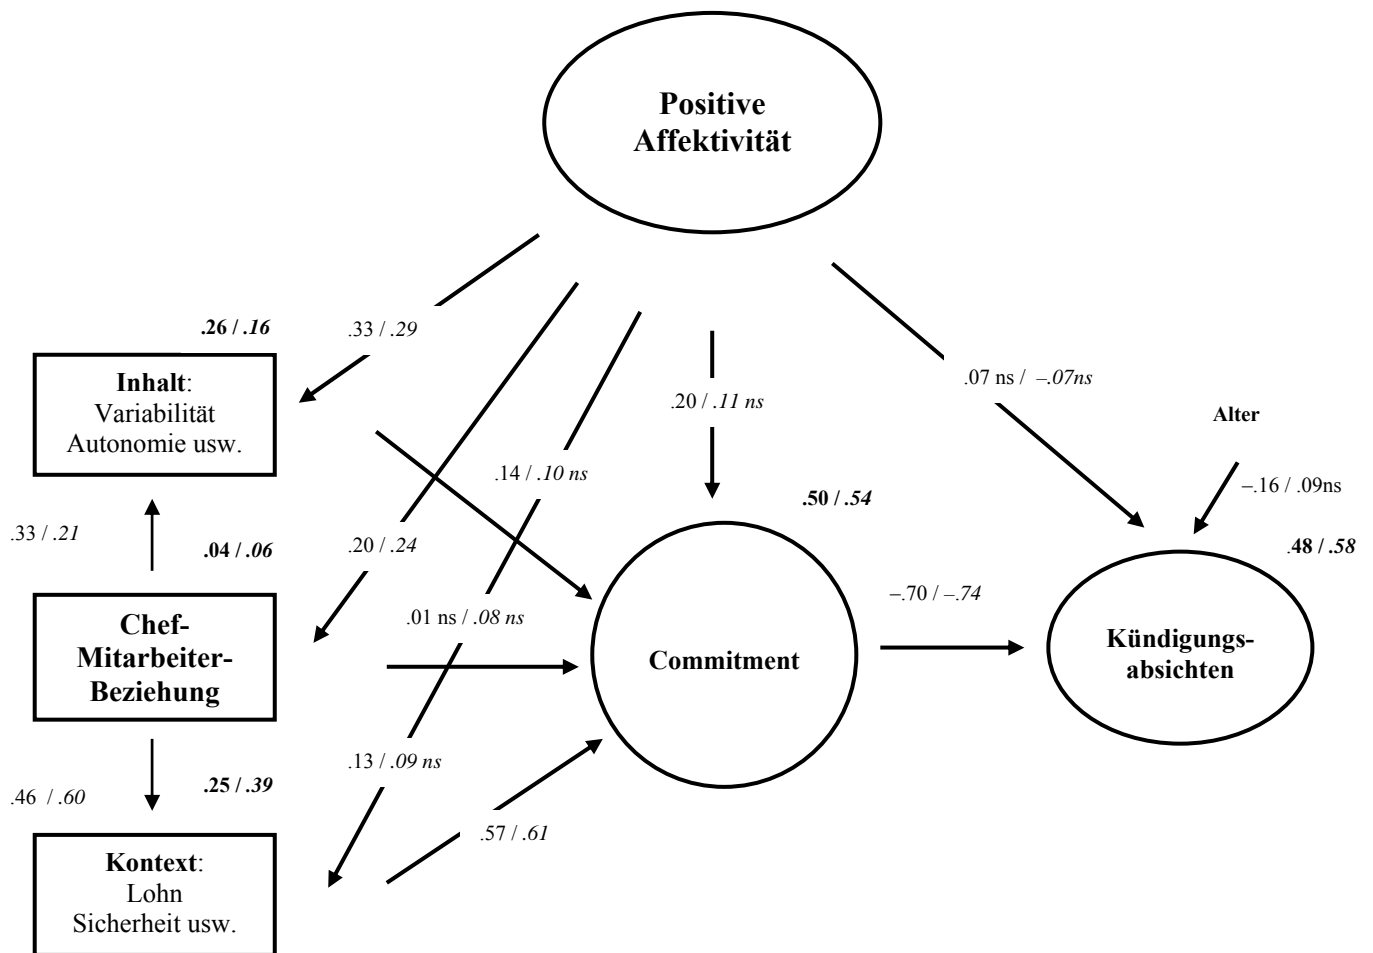 Positive
Affektivität
.26 / .16
.33 / .29
Inhalt:
Variabilität
Autonomie usw.
.07 ns / –.07ns
.20 / .11 ns
Alter
.14 / .10 ns
–.16 / .09ns
.50 / .54
.33 / .21
.04 / .06
.20 / .24
.48 / .58
–.70 / –.74
.01 ns / .08 ns
Chef-
Mitarbeiter-
Beziehung
Commitment
Kündigungs-
absichten
.13 / .09 ns
.46 / .60
.25 / .39
.57 / .61
Kontext:
Lohn
Sicherheit usw.